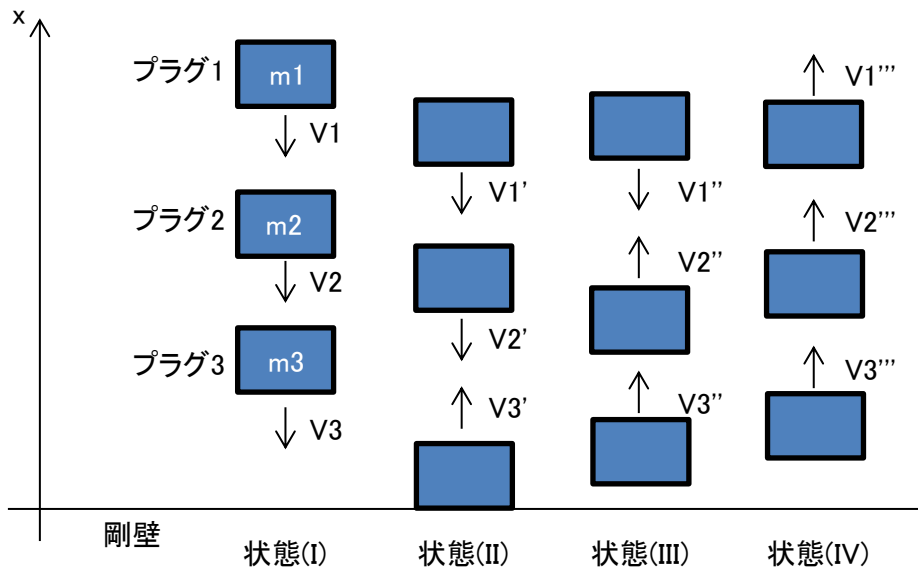 x
プラグ1
m1
V1
プラグ2
m2
V2
プラグ3
m3
V3
V1'
V2'
V3'
V1''
V2''
V3''
V1'''
V2'''
V3'''
剛壁
状態(I)
状態(II)
状態(III)
状態(IV)